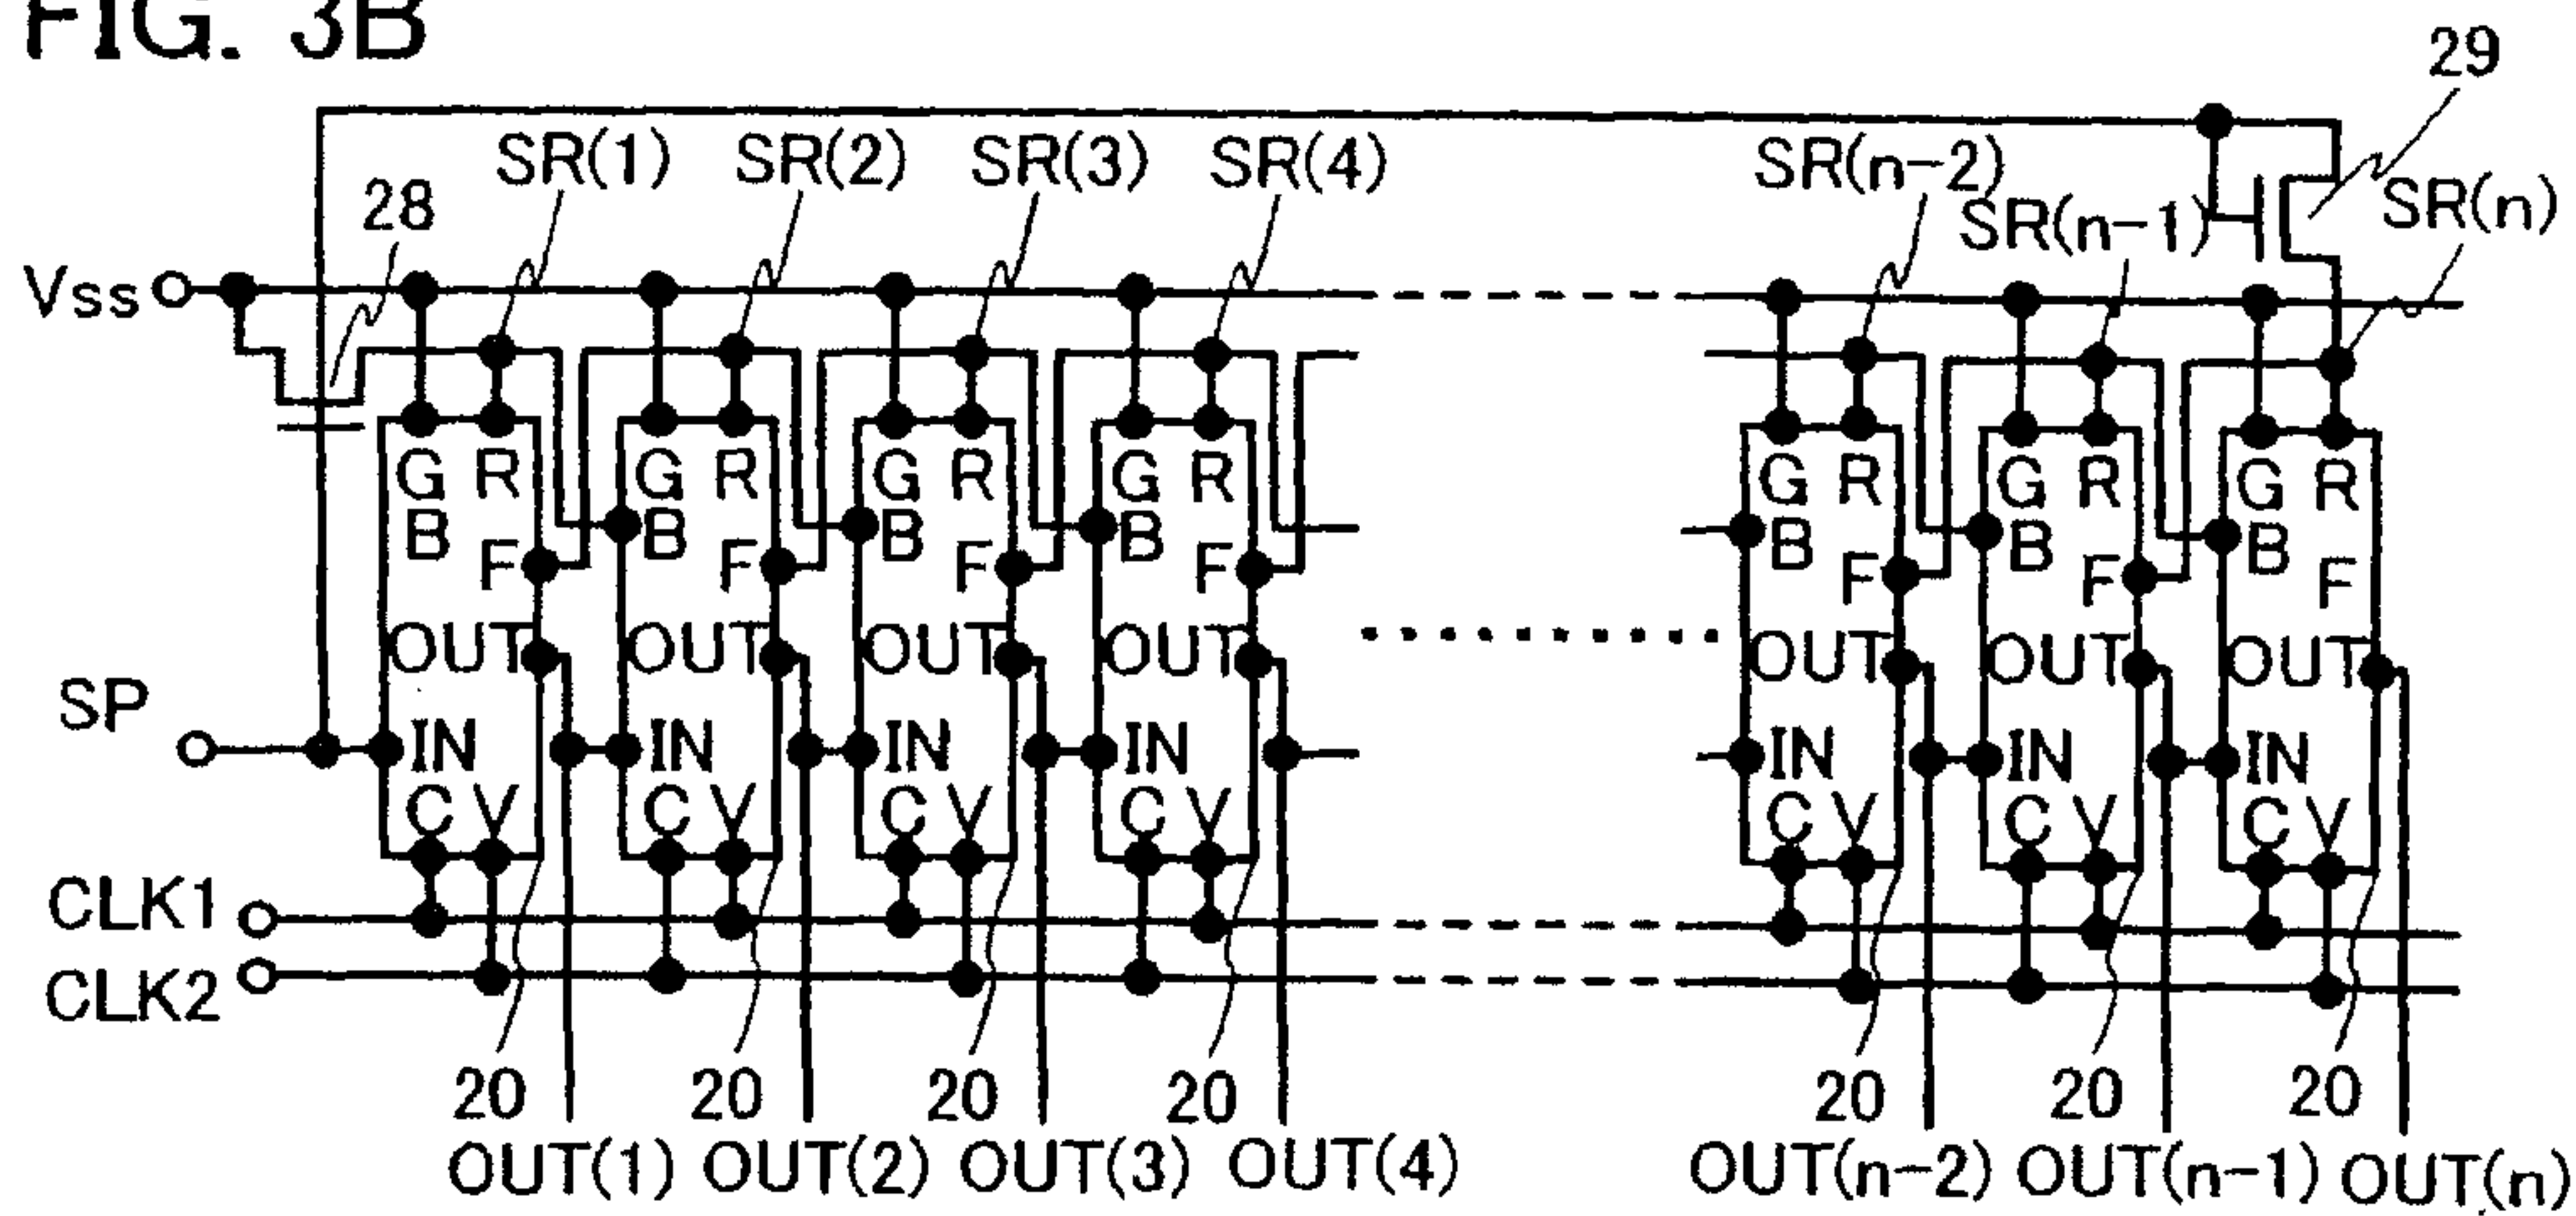 FIG. 3B
29
SR(1) SR(2) SR(3) SR(4) SR(n-2) SR(n-1) SR(n)
28
Vss
G R G R G R G R G R G R G R
B B B B B B B
F F F F F F F
OUT OUT OUT OUT OUT OUT OUT
SP
IN IN IN IN IN IN IN
C V C V C V C V C V C V C V
CLK1
CLK2
20 20 20 20 20 20 20
OUT(1) OUT(2) OUT(3) OUT(4) OUT(n-2) OUT(n-1) OUT(n)